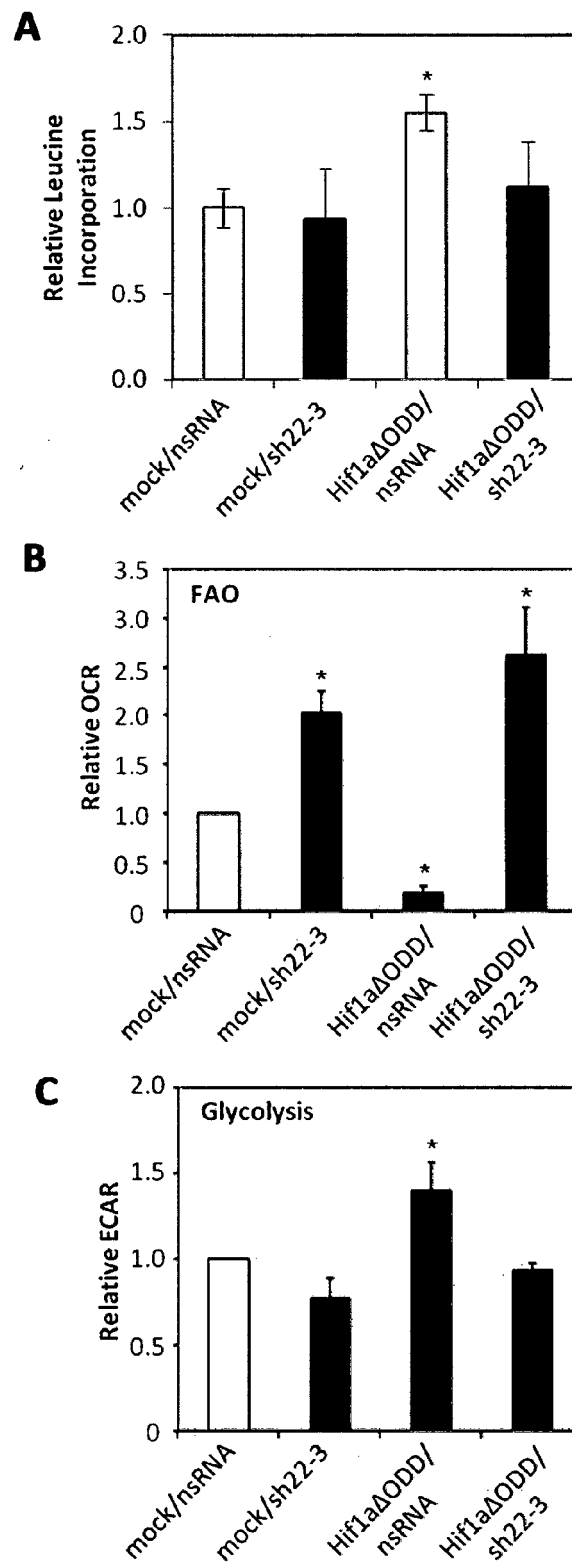 A
Relative Leucine
Incorporation
2.0
1.5
1.0
0.5
0.0
*
mock/nsRNA
mock/sh22-3
Hif1aΔODD/
nsRNA
Hif1aΔODD/
sh22-3
B
FAO
Relative OCR
3.5
3.0
2.5
2.0
1.5
1.0
0.5
0
*
*
*
mock/nsRNA
mock/sh22-3
Hif1aΔODD/
nsRNA
Hif1aΔODD/
sh22-3
C
Glycolysis
Relative ECAR
2.0
1.5
1.0
0.5
0
*
mock/nsRNA
mock/sh22-3
Hif1aΔODD/
nsRNA
Hif1aΔODD/
sh22-3